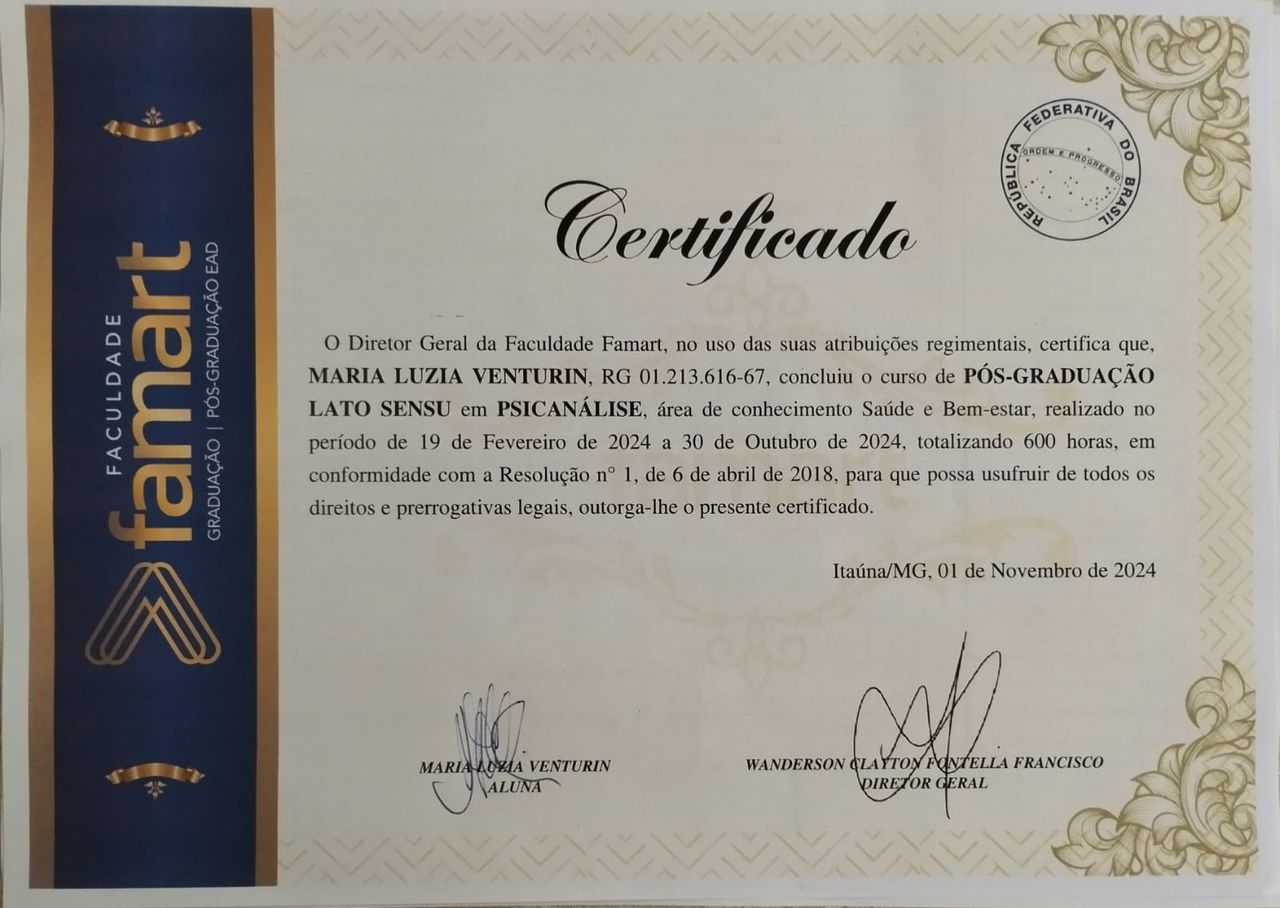 FACULDADE
famart
GRADUAÇÃO | PÓS-GRADUAÇÃO EAD
REPÚBLICA FEDERATIVA DO BRASIL
ORDEM E PROGRESSO
Certificado
O Diretor Geral da Faculdade Famart, no uso das suas atribuições regimentais, certifica que,
MARIA LUZIA VENTURIN, RG 01.213.616-67, concluiu o curso de PÓS-GRADUAÇÃO
LATO SENSU em PSICANÁLISE, área de conhecimento Saúde e Bem-estar, realizado no
período de 19 de Fevereiro de 2024 a 30 de Outubro de 2024, totalizando 600 horas, em
conformidade com a Resolução n° 1, de 6 de abril de 2018, para que possa usufruir de todos os
direitos e prerrogativas legais, outorga-lhe o presente certificado.
Itaúna/MG, 01 de Novembro de 2024
MARIA LUZIA VENTURIN
ALUNA
WANDERSON CLAYTON FONTELLA FRANCISCO
DIRETOR GERAL